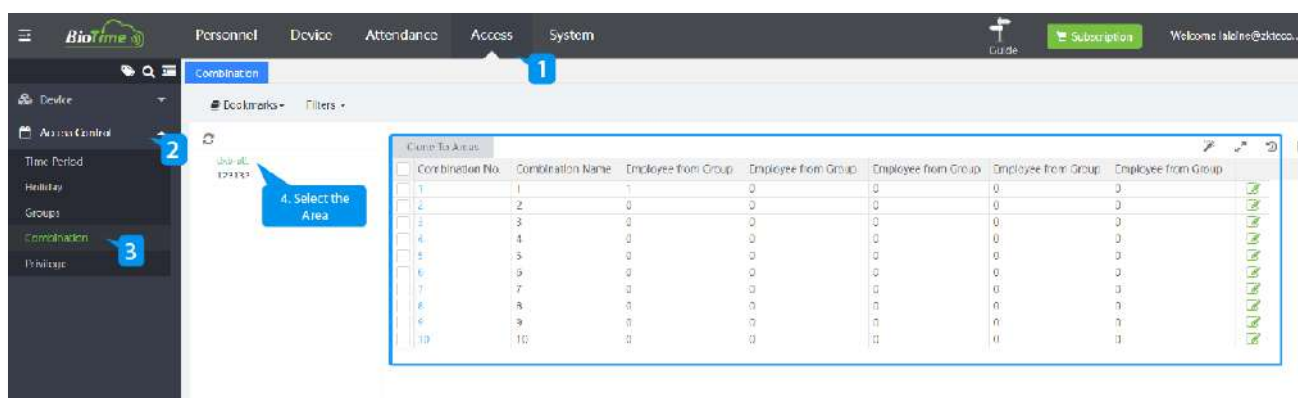 BioTime Personnel Device Attendance Access System Guide Subscription Welcome
1
Combination
Device
Bookmarks Filters
Access Control
2
Clone To Areas
123133
Combination No. Combination Name Employee from Group Employee from Group Employee from Group Employee from Group Employee from Group
Time Period
Holiday
Groups
Combination
3
Privilege
4. Select the
Area
1 1 1 0 0 0 0
2 2 0 0 0 0 0
3 3 0 0 0 0 0
4 4 0 0 0 0 0
5 5 0 0 0 0 0
6 6 0 0 0 0 0
7 7 0 0 0 0 0
8 8 0 0 0 0 0
9 9 0 0 0 0 0
10 10 0 0 0 0 0